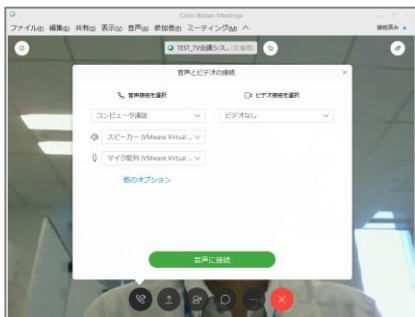 Cisco Webex Meetings
ファイル(F) 編集(E) 共有(S) 表示(V) 音声(A) 参加者(P) ミーティング(M) ヘ 接続済み
TEST_TV会議シス...
音声とビデオの接続
音声接続を選択 ビデオ接続を選択
コンピュータ通話 ビデオなし
スピーカー (VMware Virtual ...
マイク配列 (VMware Virtual ...
他のオプション
音声に接続